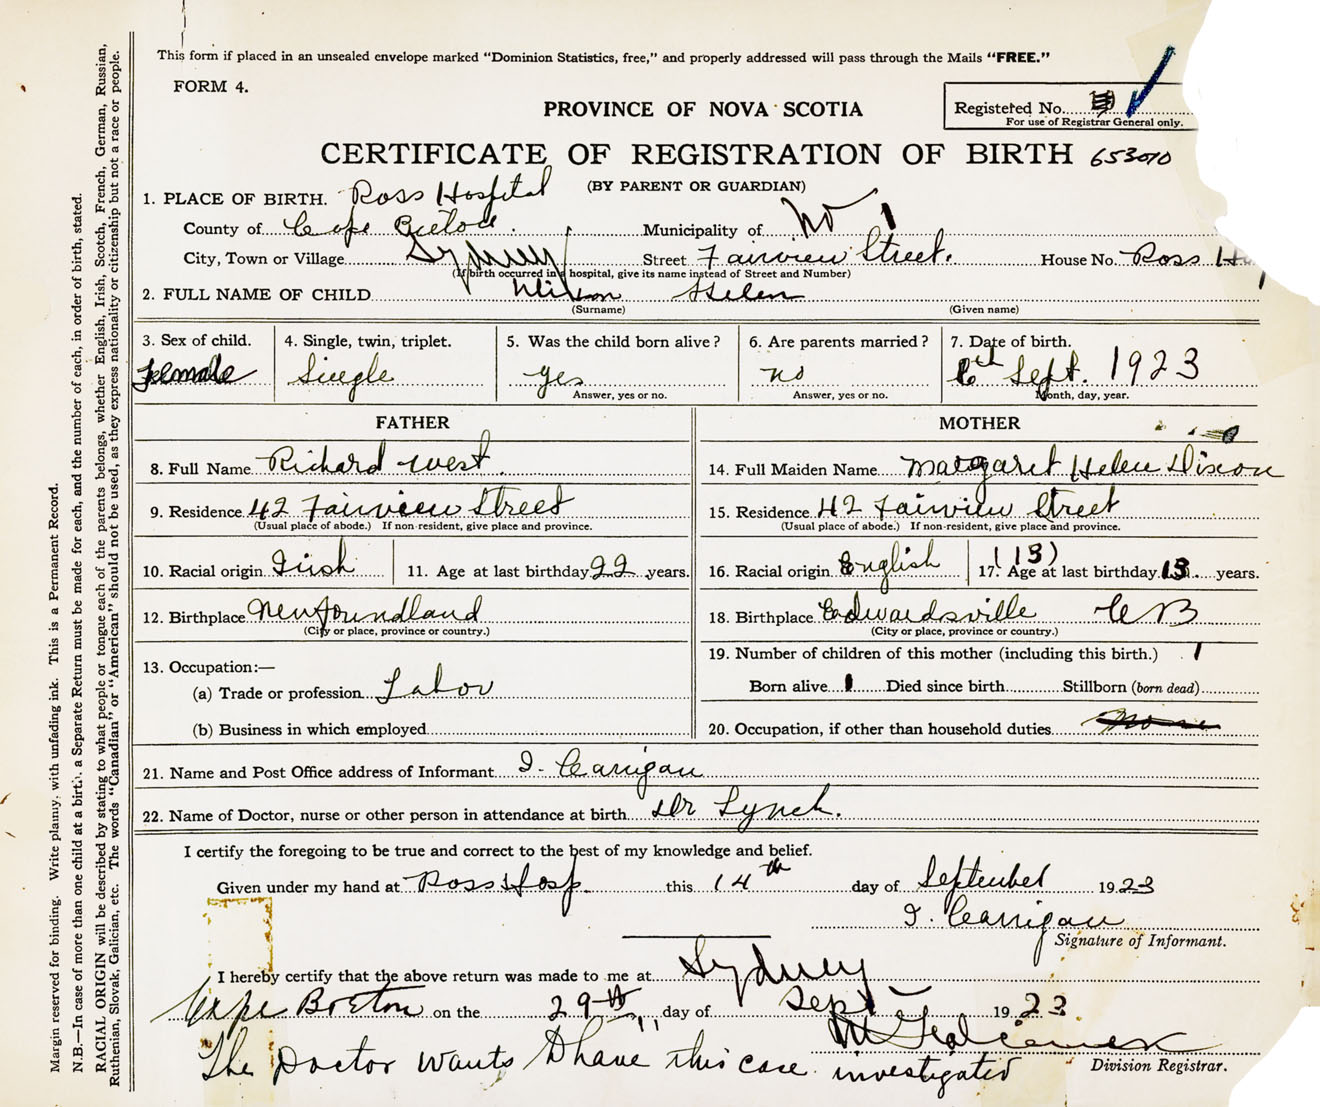 This form if placed in an unsealed envelope marked "Dominion Statistics, free," and properly addressed will pass through the Mails "FREE."
FORM 4.
PROVINCE OF NOVA SCOTIA
Registered No.
For use of Registrar General only.
CERTIFICATE OF REGISTRATION OF BIRTH 653010
(BY PARENT OR GUARDIAN)
1. PLACE OF BIRTH. Ross Hospital
County of Cape Breton Municipality of No 1
City, Town or Village Sydney Street Fairview Street. House No. Ross
(If birth occurred in a hospital, give its name instead of Street and Number)
2. FULL NAME OF CHILD Dixon Helen
(Surname) (Given name)
3. Sex of child. 4. Single, twin, triplet. 5. Was the child born alive? 6. Are parents married? 7. Date of birth.
Female Single yes no 6th Sept. 1923
Answer, yes or no. Answer, yes or no. Month, day, year.
FATHER MOTHER
8. Full Name Richard West 14. Full Maiden Name Margaret Helen Dixon
9. Residence 42 Fairview Street 15. Residence 42 Fairview Street
(Usual place of abode.) If non-resident, give place and province. (Usual place of abode.) If non-resident, give place and province.
10. Racial origin Irish 11. Age at last birthday 22 years. 16. Racial origin English 17. Age at last birthday 13 years.
(13)
12. Birthplace Newfoundland 18. Birthplace Edwardsville CB
(City or place, province or country.) (City or place, province or country.)
19. Number of children of this mother (including this birth.) 1
13. Occupation:—
(a) Trade or profession Labor Born alive 1 Died since birth Stillborn (born dead)
(b) Business in which employed 20. Occupation, if other than household duties
21. Name and Post Office address of Informant I. Carrigan
22. Name of Doctor, nurse or other person in attendance at birth Dr Lynch.
I certify the foregoing to be true and correct to the best of my knowledge and belief.
Given under my hand at Ross Hosp. this 14th day of September 1923
I. Carrigan
Signature of Informant.
I hereby certify that the above return was made to me at Sydney
Cape Breton on the 29th day of Sept 1923
Division Registrar.
The Doctor wants to have this case investigated
Margin reserved for binding. Write plainly, with unfading ink. This is a Permanent Record.
N.B.—In case of more than one child at a birth, a Separate Return must be made for each, and the number of each, in order of birth, stated.
RACIAL ORIGIN will be described by stating to what people or tongue each of the parents belongs, whether English, Irish, Scotch, French, German, Russian,
Ruthenian, Slovak, Galician, etc. The words "Canadian" or "American" should not be used, as they express nationality or citizenship but not a race or people.